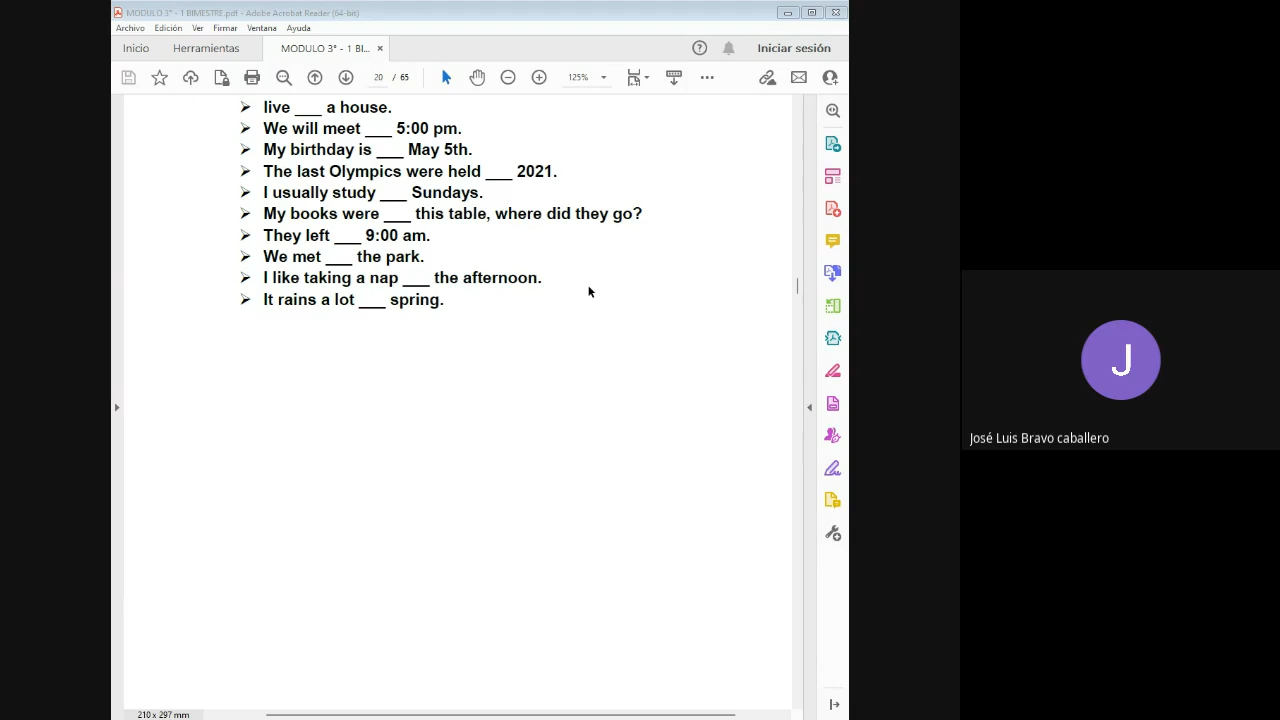 MODULO 3° - 1 BIMESTRE.pdf - Adobe Acrobat Reader (64-bit)
Archivo Edición Ver Firmar Ventana Ayuda
Inicio Herramientas MODULO 3° - 1 BI... × Iniciar sesión
20 / 65 125%
live ___ a house.
We will meet ___ 5:00 pm.
My birthday is ___ May 5th.
The last Olympics were held ___ 2021.
I usually study ___ Sundays.
My books were ___ this table, where did they go?
They left ___ 9:00 am.
We met ___ the park.
I like taking a nap ___ the afternoon.
It rains a lot ___ spring.
210 x 297 mm
J
José Luis Bravo caballero